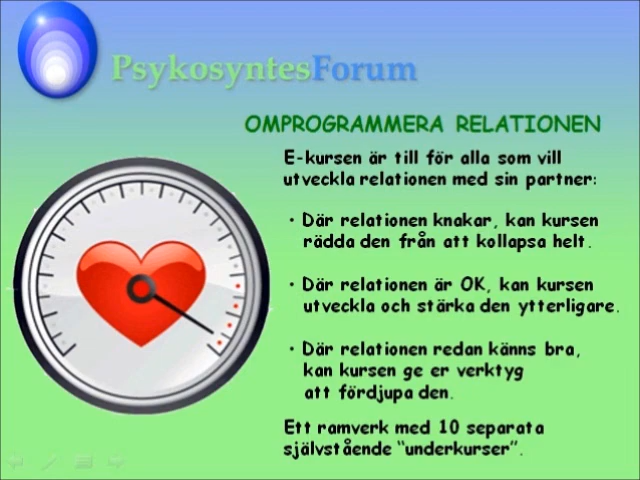 PsykosyntesForum
OMPROGRAMMERA RELATIONEN
E-kursen är till för alla som vill
utveckla relationen med sin partner:
• Där relationen knakar, kan kursen
rädda den från att kollapsa helt.
• Där relationen är OK, kan kursen
utveckla och stärka den ytterligare.
• Där relationen redan känns bra,
kan kursen ge er verktyg
att fördjupa den.
Ett ramverk med 10 separata
självstående "underkurser".